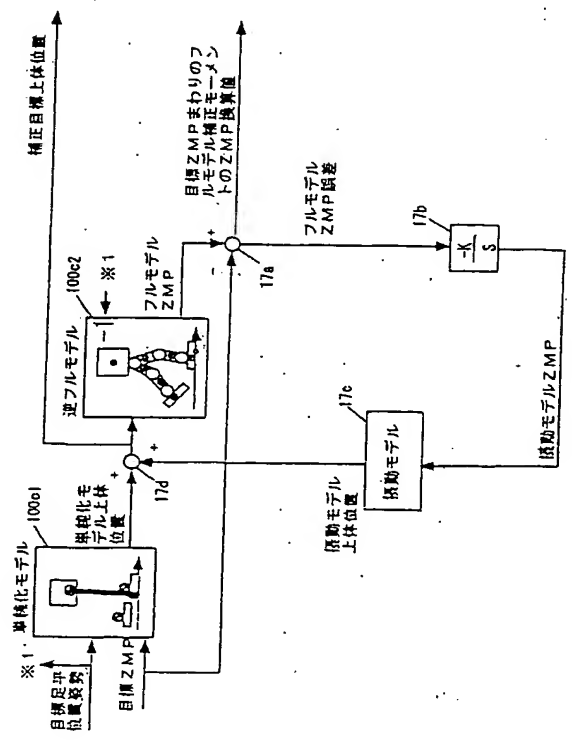 補正目標上体位置
100c1
単純化モデル
※1
目標足平
位置姿勢
目標ZMP
単純化モ
デル上体
位置
+
+
17d
100c2
逆フルモデル
-1
※1
フルモデル
ZMP
+
-
17a
目標ZMPまわりのフ
ルモデル補正モーメン
トのZMP換算値
フルモデル
ZMP誤差
17b
-K
S
摂動モデルZMP
17c
摂動モデル
摂動モデル
上体位置